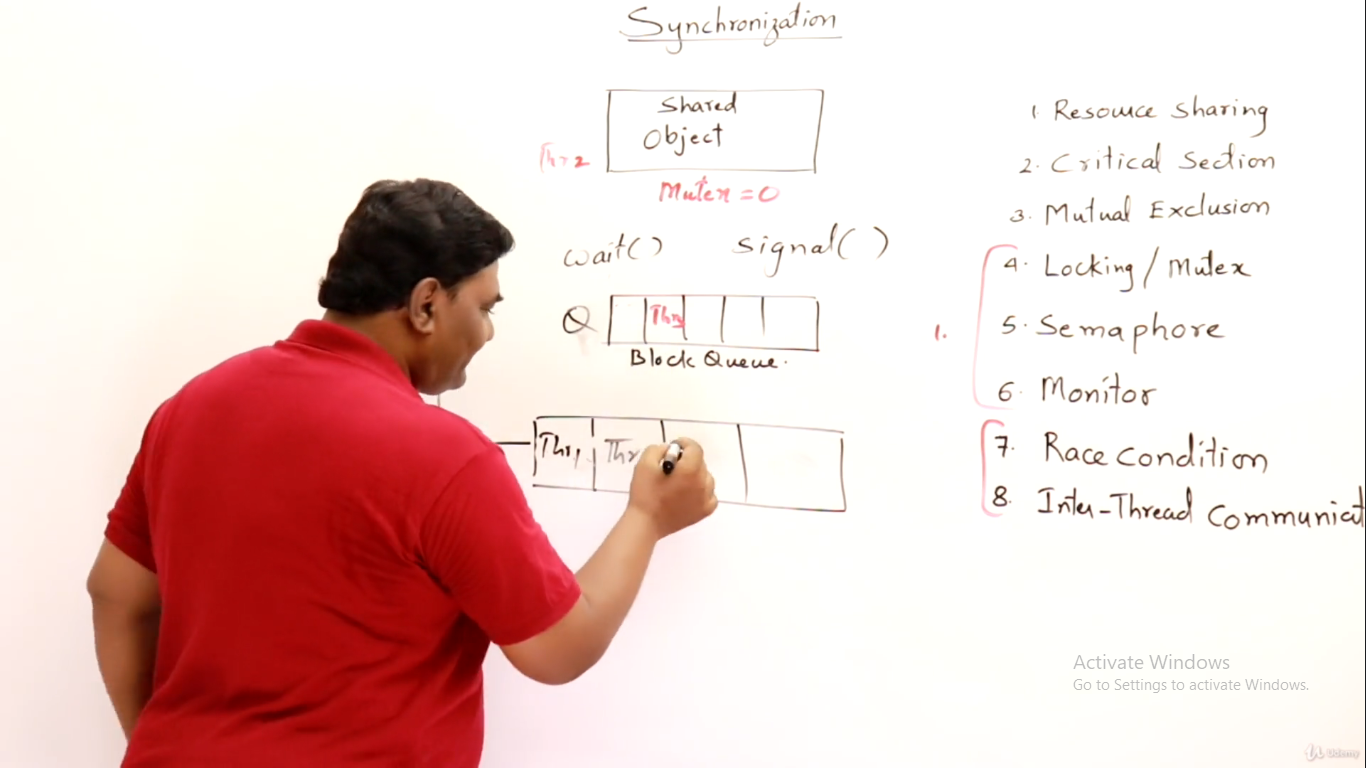 Synchronization
Shared
Object
Thr2
Mutex = 0
wait() signal()
Q
Thr3
Block Queue.
Thr1 Thr
1. Resource Sharing
2. Critical Section
3. Mutual Exclusion
4. Locking / Mutex
1.
5. Semaphore
6. Monitor
7. Race condition
8. Inter-Thread Communicat
Activate Windows
Go to Settings to activate Windows.
Udemy